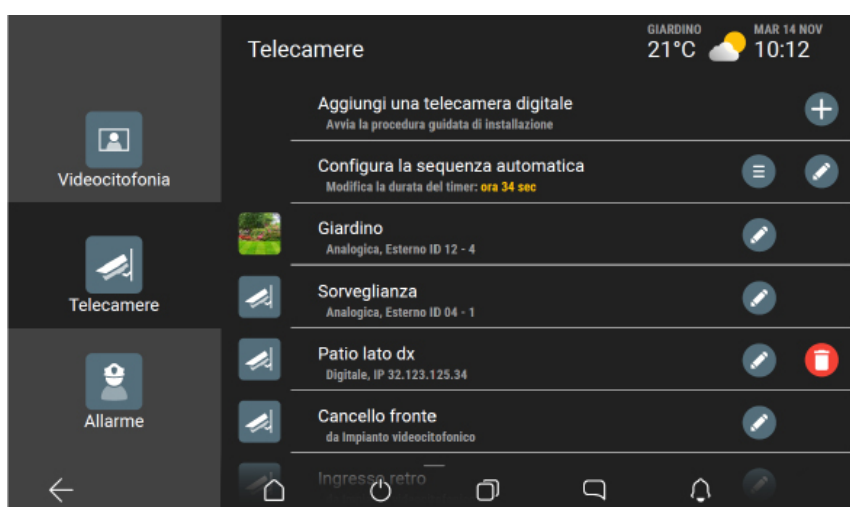 Telecamere
GIARDINO
21°C
MAR 14 NOV
10:12
Videocitofonia
Telecamere
Allarme
Aggiungi una telecamera digitale
Avvia la procedura guidata di installazione
Configura la sequenza automatica
Modifica la durata del timer: ora 34 sec
Giardino
Analogica, Esterno ID 12 - 4
Sorveglianza
Analogica, Esterno ID 04 - 1
Patio lato dx
Digitale, IP 32.123.125.34
Cancello fronte
da Impianto videocitofonico
Ingresso retro